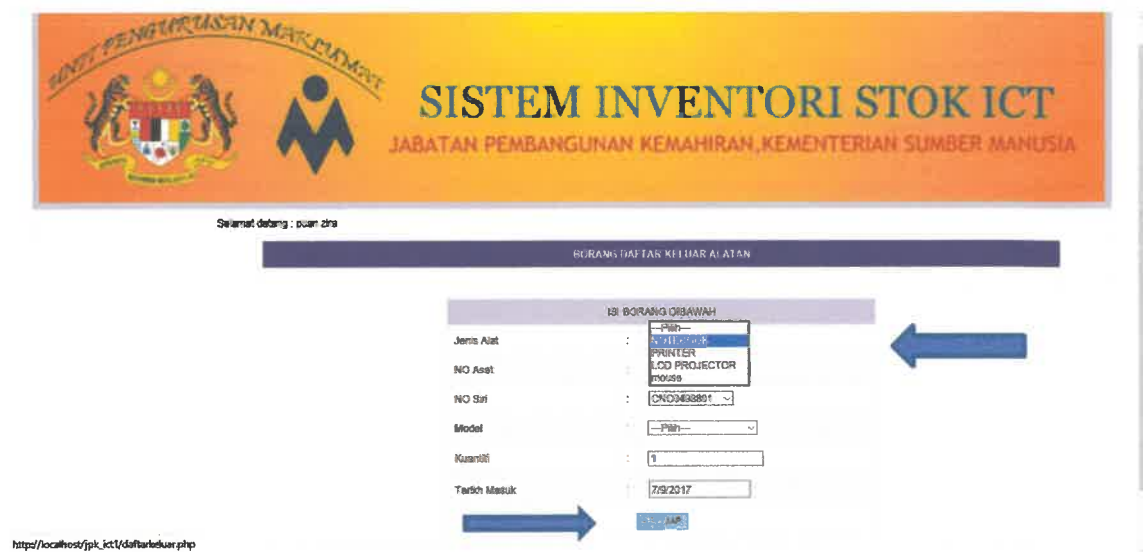 UNIT PENGURUSAN MAKLUMAT
SISTEM INVENTORI STOK ICT
JABATAN PEMBANGUNAN KEMAHIRAN,KEMENTERIAN SUMBER MANUSIA
Selamat datang : puan zira
BORANG DAFTAR KELUAR ALATAN
ISI BORANG DIBAWAH
Jenis Alat :
---Pilih---
NOTEBOOK
PRINTER
LCD PROJECTOR
mouse
NO Aset :
NO Siri :
Model : ---Pilih---
Kuantiti : 1
Tarikh Masuk : 7/9/2017
http://localhost/jpk_ict1/daftarkeluar.php